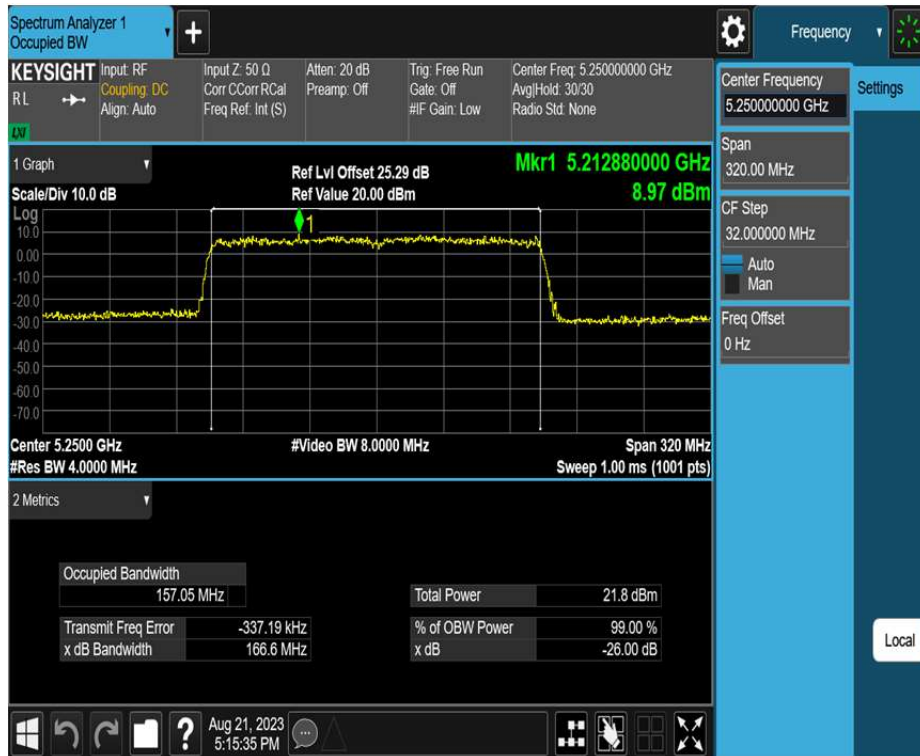 Spectrum Analyzer 1
Occupied BW
+
Frequency
KEYSIGHT
R L
LXI
Input: RF
Coupling: DC
Align: Auto
Input Z: 50 Ω
Corr CCorr RCal
Freq Ref: Int (S)
Atten: 20 dB
Preamp: Off
Trig: Free Run
Gate: Off
#IF Gain: Low
Center Freq: 5.250000000 GHz
Avg|Hold: 30/30
Radio Std: None
Center Frequency
5.250000000 GHz
Settings
Span
320.00 MHz
CF Step
32.000000 MHz
Auto
Man
Freq Offset
0 Hz
1 Graph
Scale/Div 10.0 dB
Ref Lvl Offset 25.29 dB
Ref Value 20.00 dBm
Mkr1 5.212880000 GHz
8.97 dBm
Log
1
10.0
0.00
-10.0
-20.0
-30.0
-40.0
-50.0
-60.0
-70.0
Center 5.2500 GHz
#Video BW 8.0000 MHz
Span 320 MHz
#Res BW 4.0000 MHz
Sweep 1.00 ms (1001 pts)
2 Metrics
Occupied Bandwidth
157.05 MHz
Total Power 21.8 dBm
Transmit Freq Error -337.19 kHz
% of OBW Power 99.00 %
x dB Bandwidth 166.6 MHz
x dB -26.00 dB
Local
?
Aug 21, 2023
5:15:35 PM